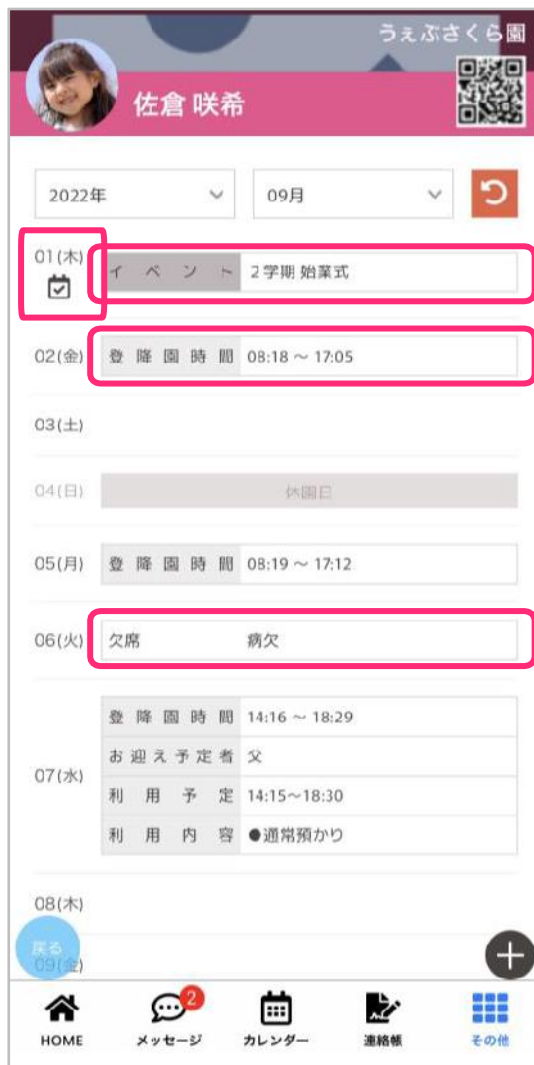 うぇぶさくら園
佐倉 咲希
2022年 09月
01(木) イベント 2学期 始業式
02(金) 登降園時間 08:18 ～ 17:05
03(土)
04(日) 休園日
05(月) 登降園時間 08:19 ～ 17:12
06(火) 欠席 病欠
登降園時間 14:16 ～ 18:29
お迎え予定者 父
07(水)
利用予定 14:15～18:30
利用内容 ●通常預かり
08(木)
戻る
09(金)
2
HOME メッセージ カレンダー 連絡帳 その他